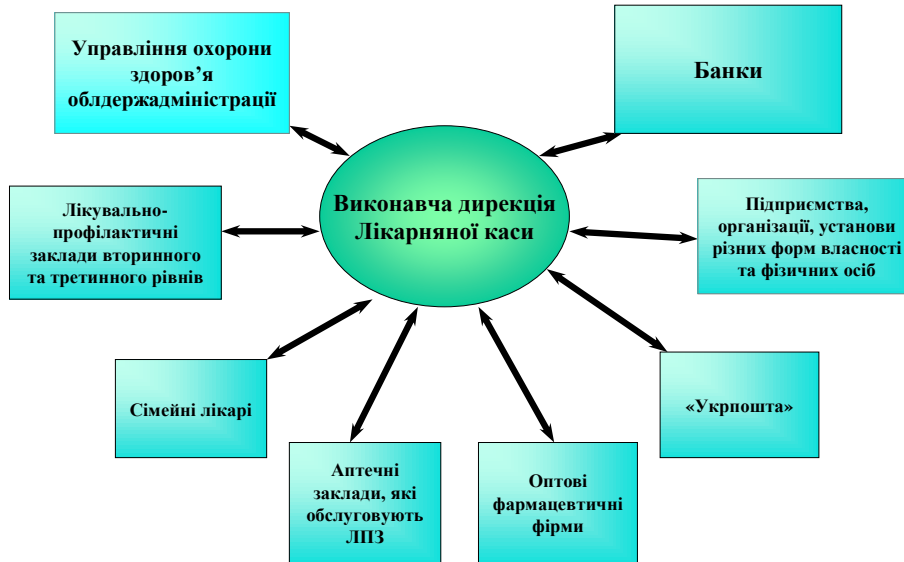 Управління охорони
здоров’я
облдержадміністрації
Банки
Виконавча дирекція
Лікарняної каси
Лікувально-
профілактичні
заклади вторинного
та третинного рівнів
Підприємства,
організації, установи
різних форм власності
та фізичних осіб
Сімейні лікарі
«Укрпошта»
Аптечні
заклади, які
обслуговують
ЛПЗ
Оптові
фармацевтичні
фірми